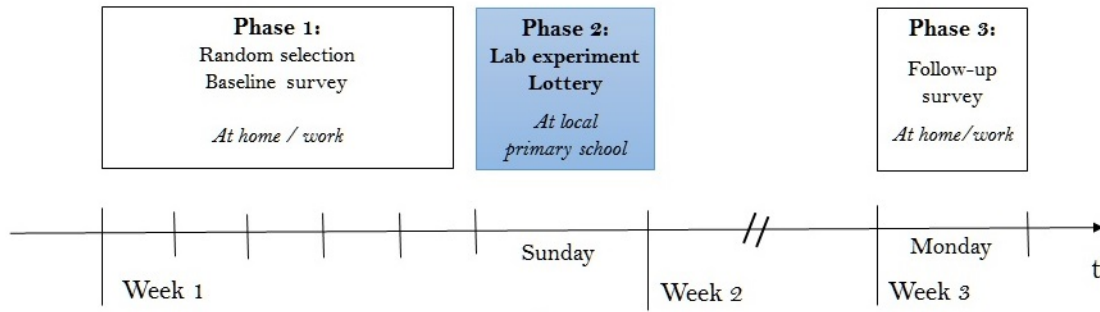 Phase 1:
Random selection
Baseline survey
At home / work
Phase 2:
Lab experiment
Lottery
At local
primary school
Phase 3:
Follow-up
survey
At home/work
Sunday
Monday
t
Week 1
Week 2
Week 3